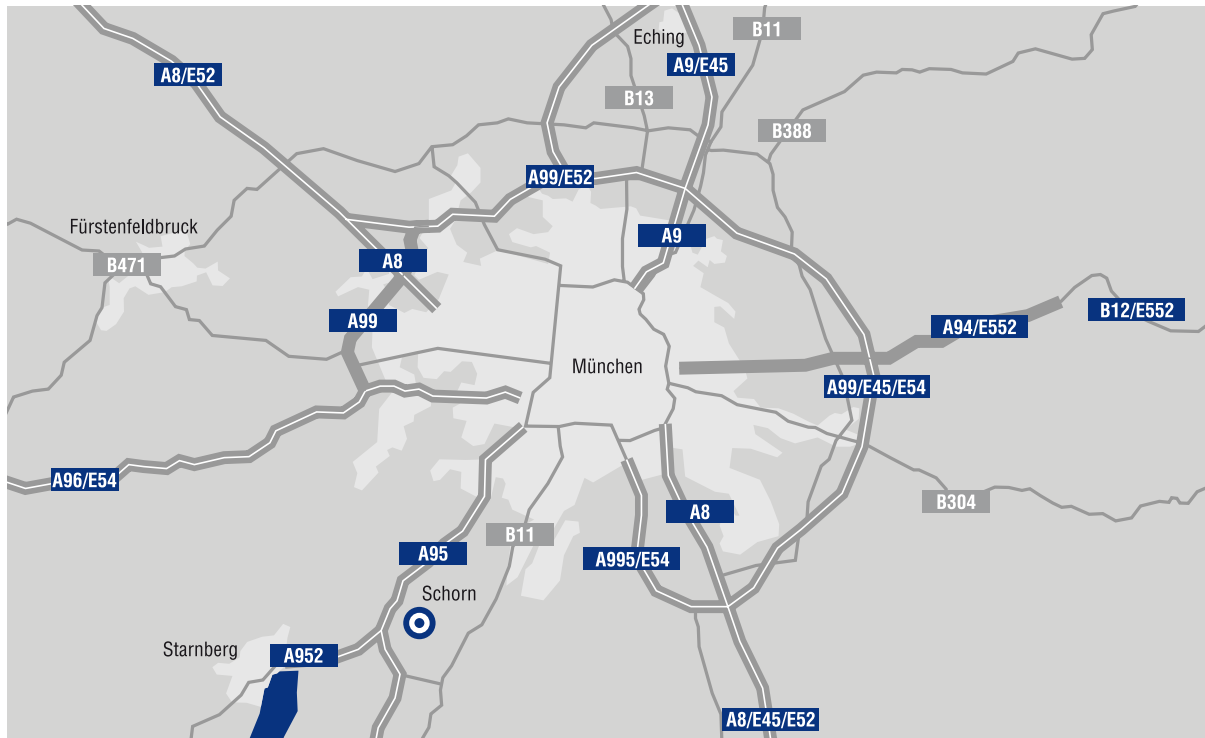 Eching
B11
A8/E52
A9/E45
B13
B388
A99/E52
Fürstenfeldbruck
A9
B471
A8
A99
B12/E552
A94/E552
München
A99/E45/E54
A96/E54
B304
A8
B11
A95
A995/E54
Schorn
Starnberg
A952
A8/E45/E52